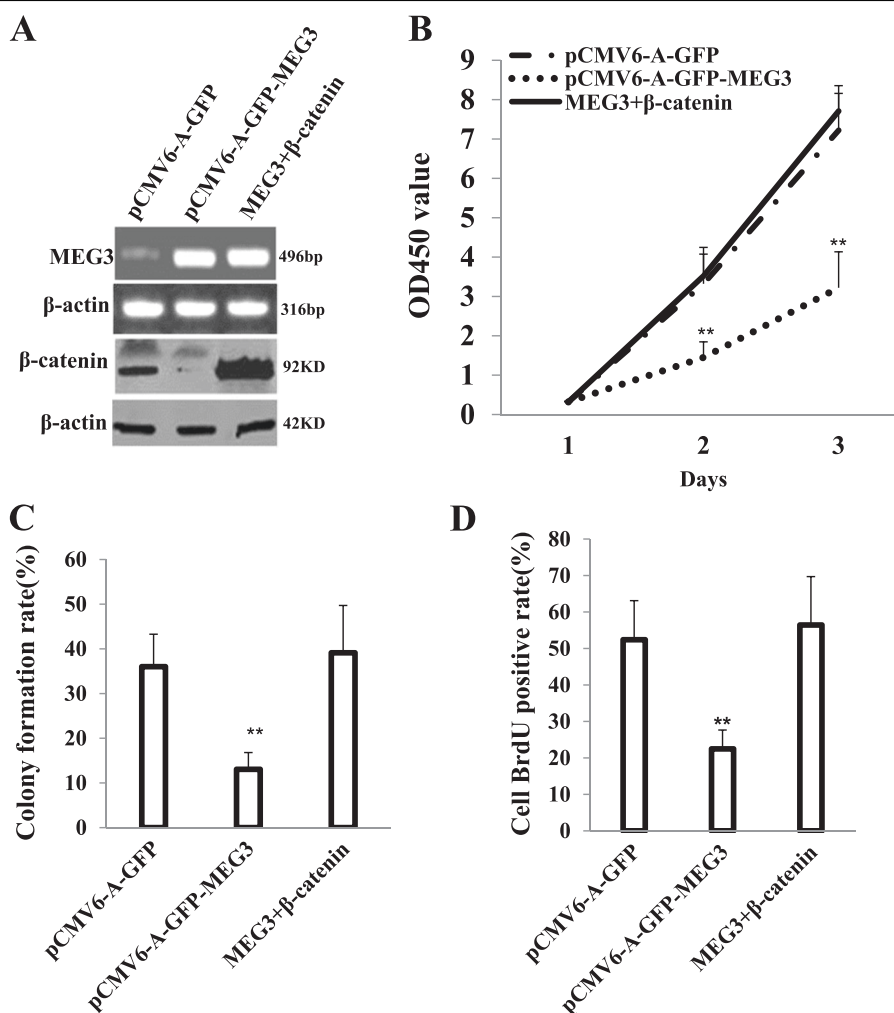 A
pCMV6-A-GFP
pCMV6-A-GFP-MEG3
MEG3+β-catenin
MEG3 496bp
β-actin 316bp
β-catenin 92KD
β-actin 42KD
B
pCMV6-A-GFP
pCMV6-A-GFP-MEG3
MEG3+β-catenin
OD450 value
9
8
7
6
5
4
3
2
1
0
**
**
1 2 3
Days
C
Colony formation rate(%)
60
50
40
30
20
10
0
**
pCMV6-A-GFP
pCMV6-A-GFP-MEG3
MEG3+β-catenin
D
Cell BrdU positive rate(%)
80
70
60
50
40
30
20
10
0
**
pCMV6-A-GFP
pCMV6-A-GFP-MEG3
MEG3+β-catenin